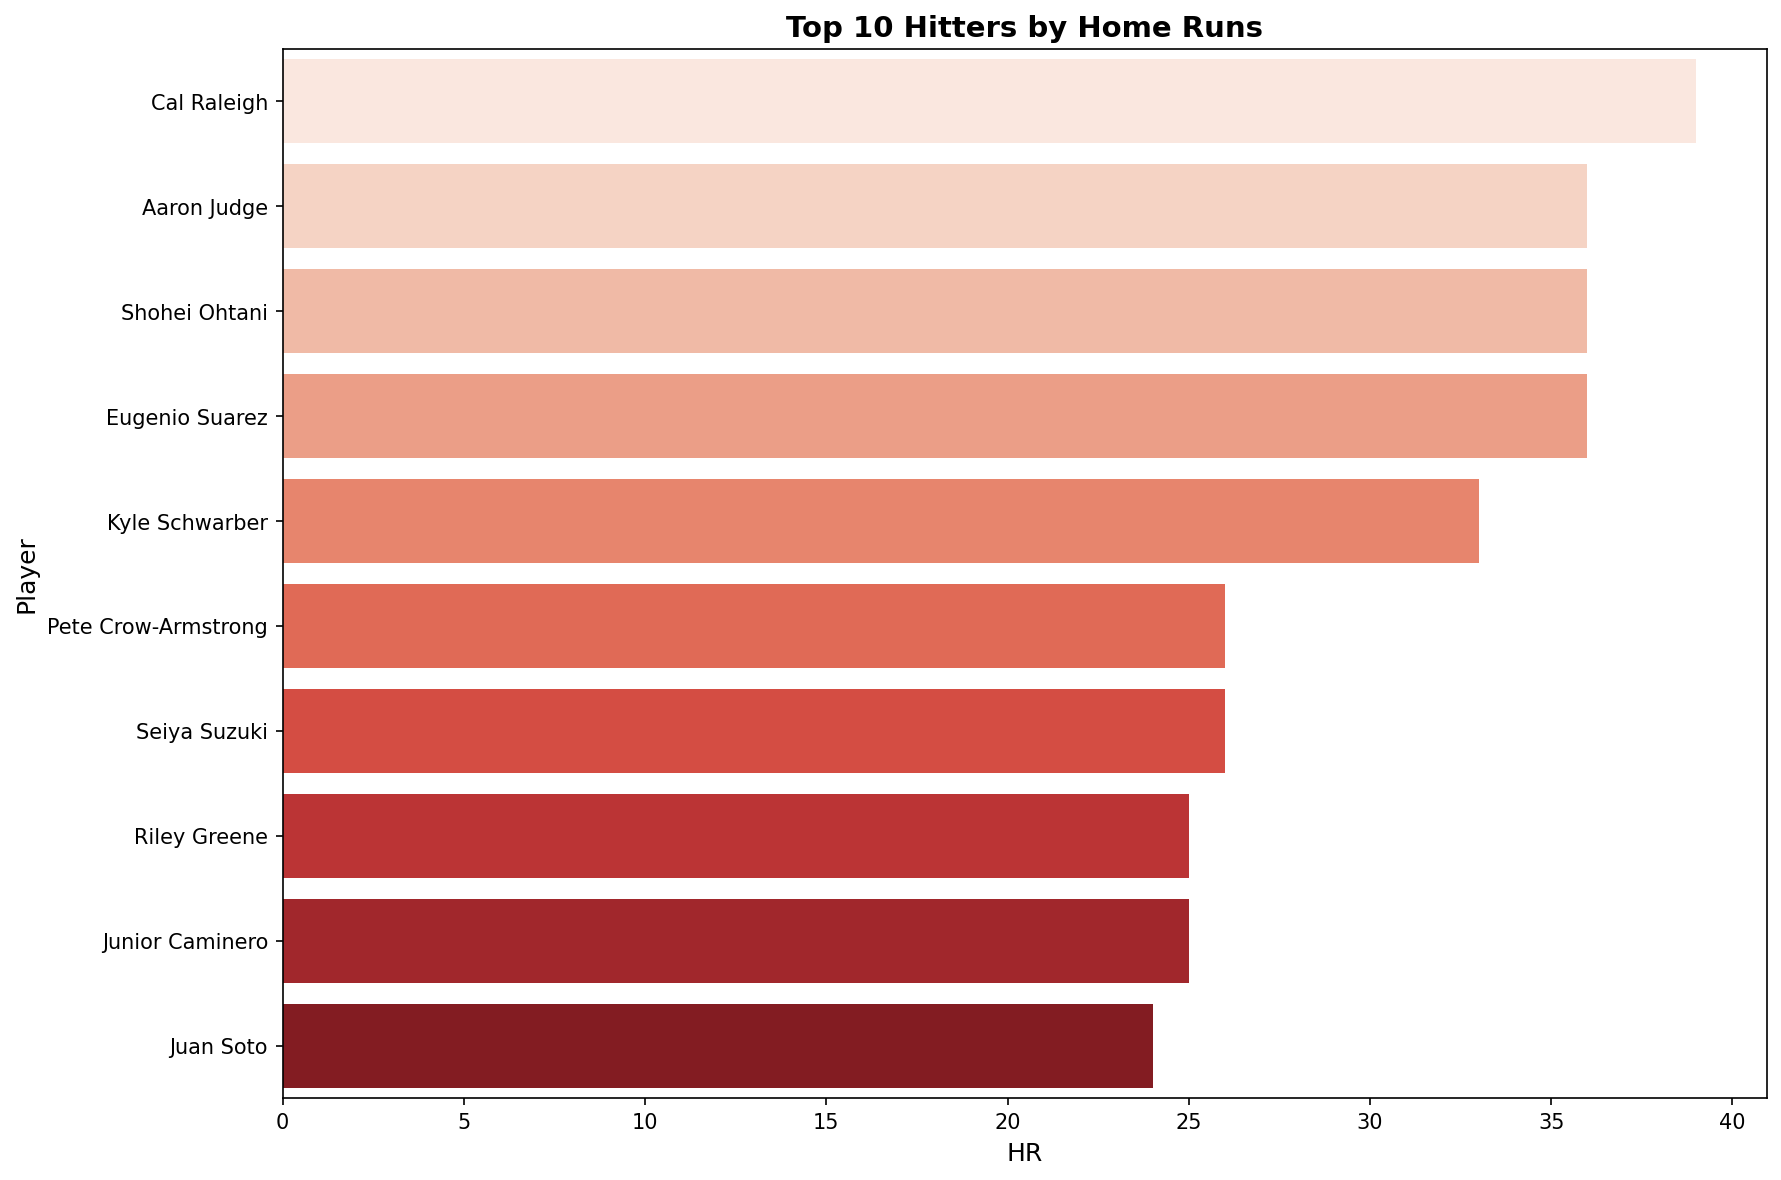 Top 10 Hitters by Home Runs
Player
Cal Raleigh
Aaron Judge
Shohei Ohtani
Eugenio Suarez
Kyle Schwarber
Pete Crow-Armstrong
Seiya Suzuki
Riley Greene
Junior Caminero
Juan Soto
0 5 10 15 20 25 30 35 40
HR